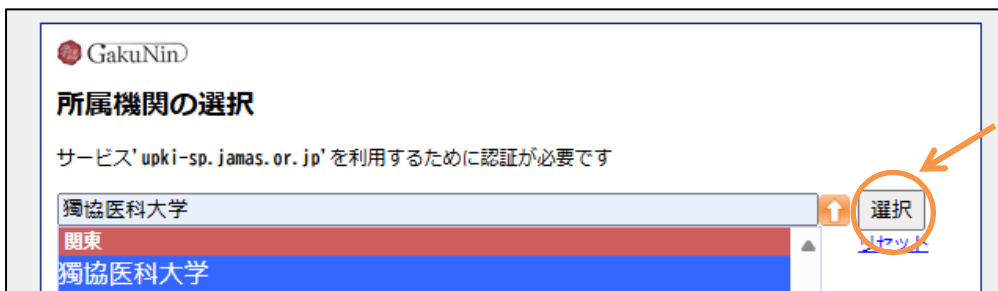 GakuNin
所属機関の選択
サービス'upki-sp.jamas.or.jp'を利用するために認証が必要です
獨協医科大学
選択
関東
リセット
獨協医科大学